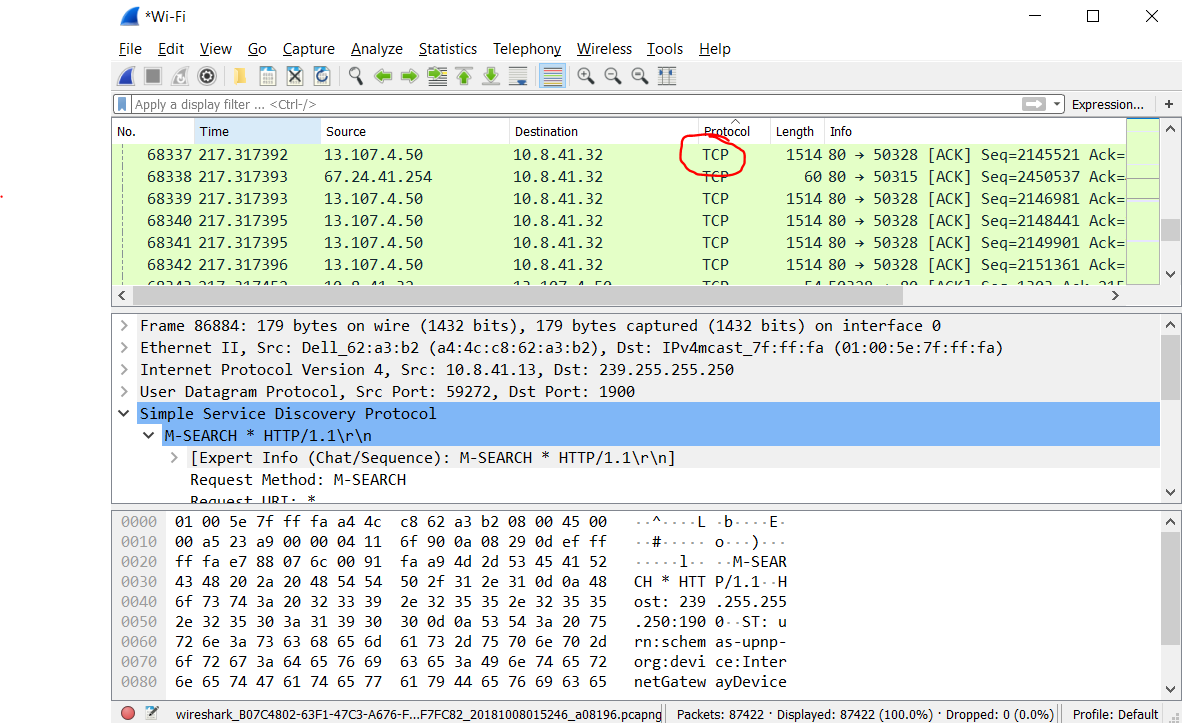 *Wi-Fi
File Edit View Go Capture Analyze Statistics Telephony Wireless Tools Help
Apply a display filter ... <Ctrl-/> Expression... +
No. Time Source Destination Protocol Length Info
68337 217.317392 13.107.4.50 10.8.41.32 TCP 1514 80 → 50328 [ACK] Seq=2145521 Ack=
68338 217.317393 67.24.41.254 10.8.41.32 TCP 60 80 → 50315 [ACK] Seq=2450537 Ack=
68339 217.317393 13.107.4.50 10.8.41.32 TCP 1514 80 → 50328 [ACK] Seq=2146981 Ack=
68340 217.317395 13.107.4.50 10.8.41.32 TCP 1514 80 → 50328 [ACK] Seq=2148441 Ack=
68341 217.317395 13.107.4.50 10.8.41.32 TCP 1514 80 → 50328 [ACK] Seq=2149901 Ack=
68342 217.317396 13.107.4.50 10.8.41.32 TCP 1514 80 → 50328 [ACK] Seq=2151361 Ack=
Frame 86884: 179 bytes on wire (1432 bits), 179 bytes captured (1432 bits) on interface 0
Ethernet II, Src: Dell_62:a3:b2 (a4:4c:c8:62:a3:b2), Dst: IPv4mcast_7f:ff:fa (01:00:5e:7f:ff:fa)
Internet Protocol Version 4, Src: 10.8.41.13, Dst: 239.255.255.250
User Datagram Protocol, Src Port: 59272, Dst Port: 1900
Simple Service Discovery Protocol
M-SEARCH * HTTP/1.1\r\n
[Expert Info (Chat/Sequence): M-SEARCH * HTTP/1.1\r\n]
Request Method: M-SEARCH
Request URI: *
0000 01 00 5e 7f ff fa a4 4c c8 62 a3 b2 08 00 45 00 ··^····L ·b····E·
0010 00 a5 23 a9 00 00 04 11 6f 90 0a 08 29 0d ef ff ··#····· o···)···
0020 ff fa e7 88 07 6c 00 91 fa a9 4d 2d 53 45 41 52 ·····l·· ··M-SEAR
0030 43 48 20 2a 20 48 54 54 50 2f 31 2e 31 0d 0a 48 CH * HTT P/1.1··H
0040 6f 73 74 3a 20 32 33 39 2e 32 35 35 2e 32 35 35 ost: 239 .255.255
0050 2e 32 35 30 3a 31 39 30 30 0d 0a 53 54 3a 20 75 .250:190 0··ST: u
0060 72 6e 3a 73 63 68 65 6d 61 73 2d 75 70 6e 70 2d rn:schem as-upnp-
0070 6f 72 67 3a 64 65 76 69 63 65 3a 49 6e 74 65 72 org:devi ce:Inter
0080 6e 65 74 47 61 74 65 77 61 79 44 65 76 69 63 65 netGatew ayDevice
wireshark_B07C4802-63F1-47C3-A676-F...F7FC82_20181008015246_a08196.pcapng Packets: 87422 · Displayed: 87422 (100.0%) · Dropped: 0 (0.0%) Profile: Default